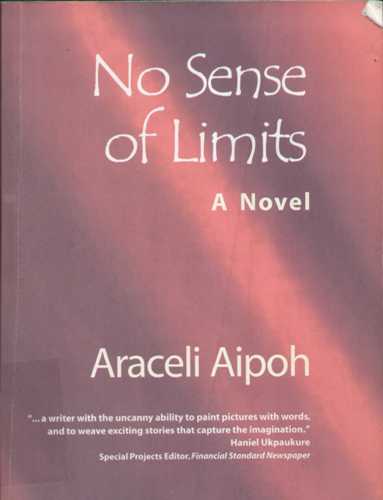 No Sense
of Limits
A Novel
Araceli Aipoh
"... a writer with the uncanny ability to paint pictures with words,
and to weave exciting stories that capture the imagination."
Haniel Ukpaukure
Special Projects Editor, Financial Standard Newspaper